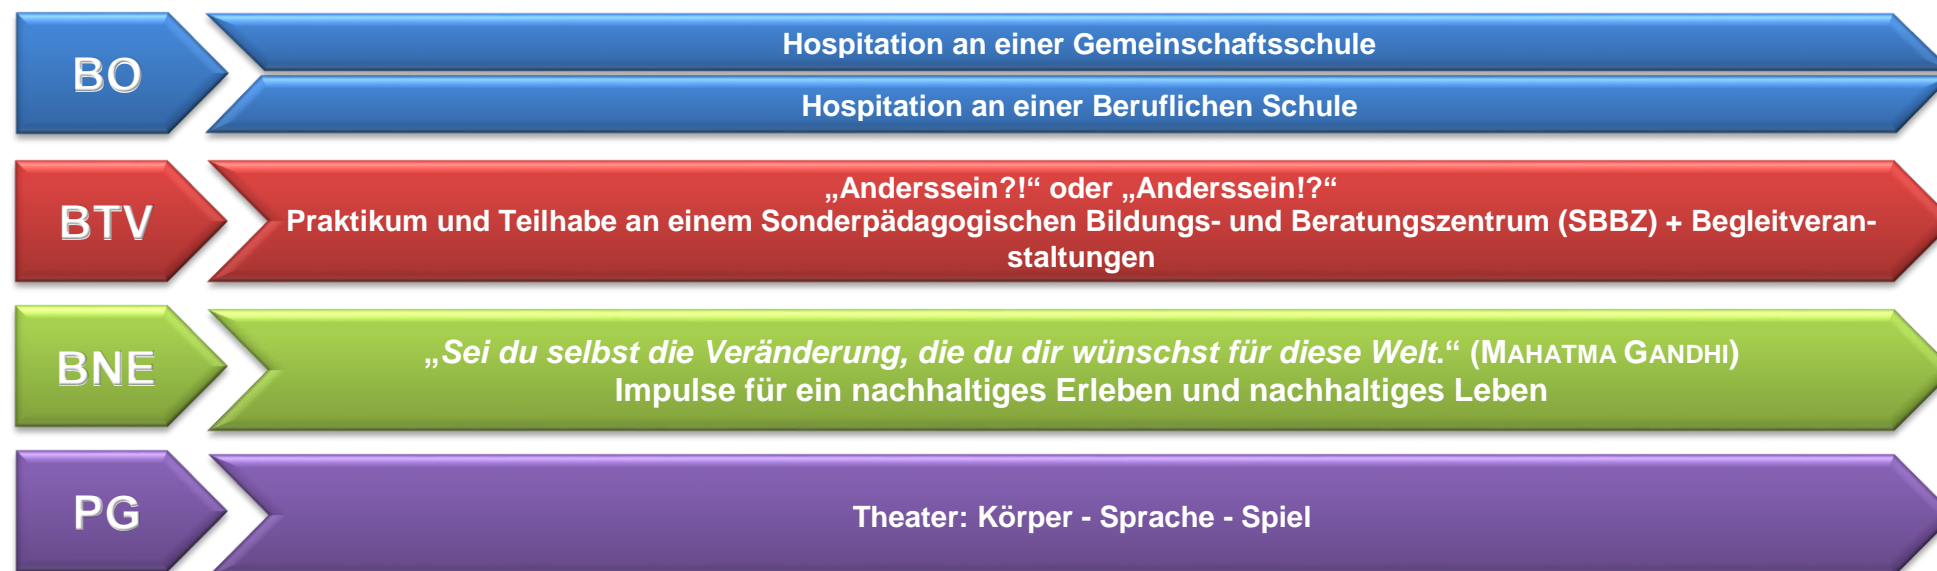 BO
Hospitation an einer Gemeinschaftsschule
Hospitation an einer Beruflichen Schule
BTV
„Anderssein?!“ oder „Anderssein!?“
Praktikum und Teilhabe an einem Sonderpädagogischen Bildungs- und Beratungszentrum (SBBZ) + Begleitveran-
staltungen
BNE
„Sei du selbst die Veränderung, die du dir wünschst für diese Welt.“ (MAHATMA GANDHI)
Impulse für ein nachhaltiges Erleben und nachhaltiges Leben
PG
Theater: Körper - Sprache - Spiel